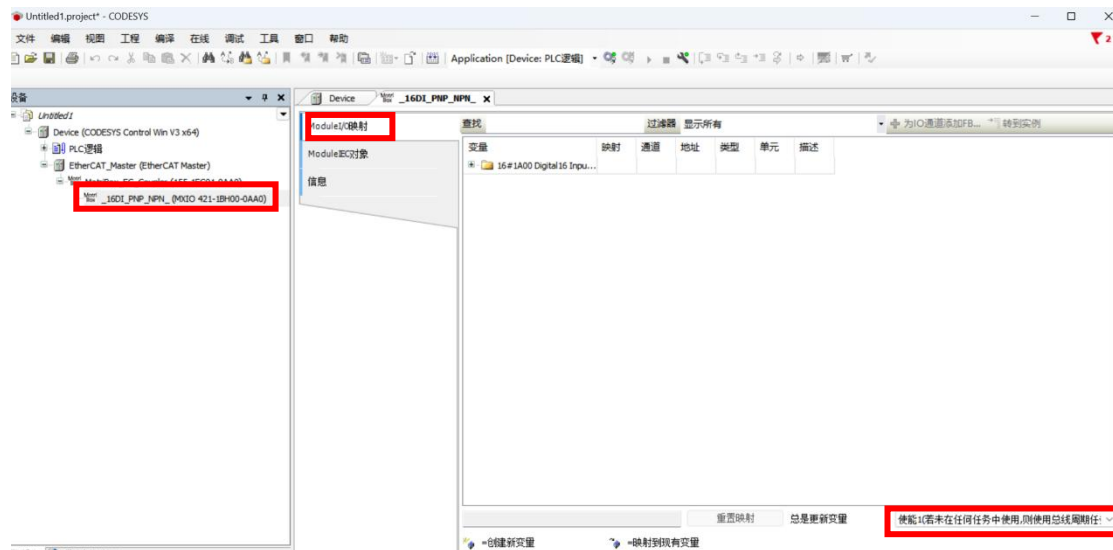 Untitled1.project* - CODESYS
文件 编辑 视图 工程 编译 在线 调试 工具 窗口 帮助
2
Application [Device: PLC逻辑]
设备
Untitled1
Device (CODESYS Control Win V3 x64)
PLC逻辑
EtherCAT_Master (EtherCAT Master)
_16DI_PNP_NPN_ (MXIO 421-1BH00-0AA0)
Device
_16DI_PNP_NPN_
ModuleI/O映射
ModuleIEC对象
信息
查找 过滤器 显示所有 为IO通道添加FB... 转到实例
变量 映射 通道 地址 类型 单元 描述
16#1A00 Digital16 Inpu...
重置映射 总是更新变量 使能1(若未在任何任务中使用,则使用总线周期任
=创建新变量 =映射到现有变量